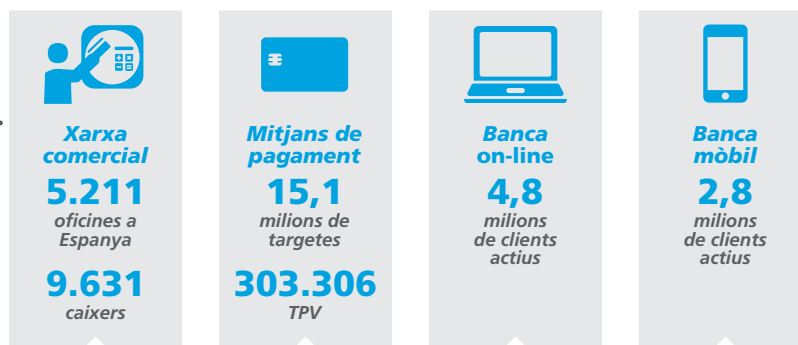 Xarxa
comercial
5.211
oficines a
Espanya
9.631
caixers
Mitjans de
pagament
15,1
milions de
targetes
303.306
TPV
Banca
on-line
4,8
milions
de clients
actius
Banca
mòbil
2,8
milions
de clients
actius